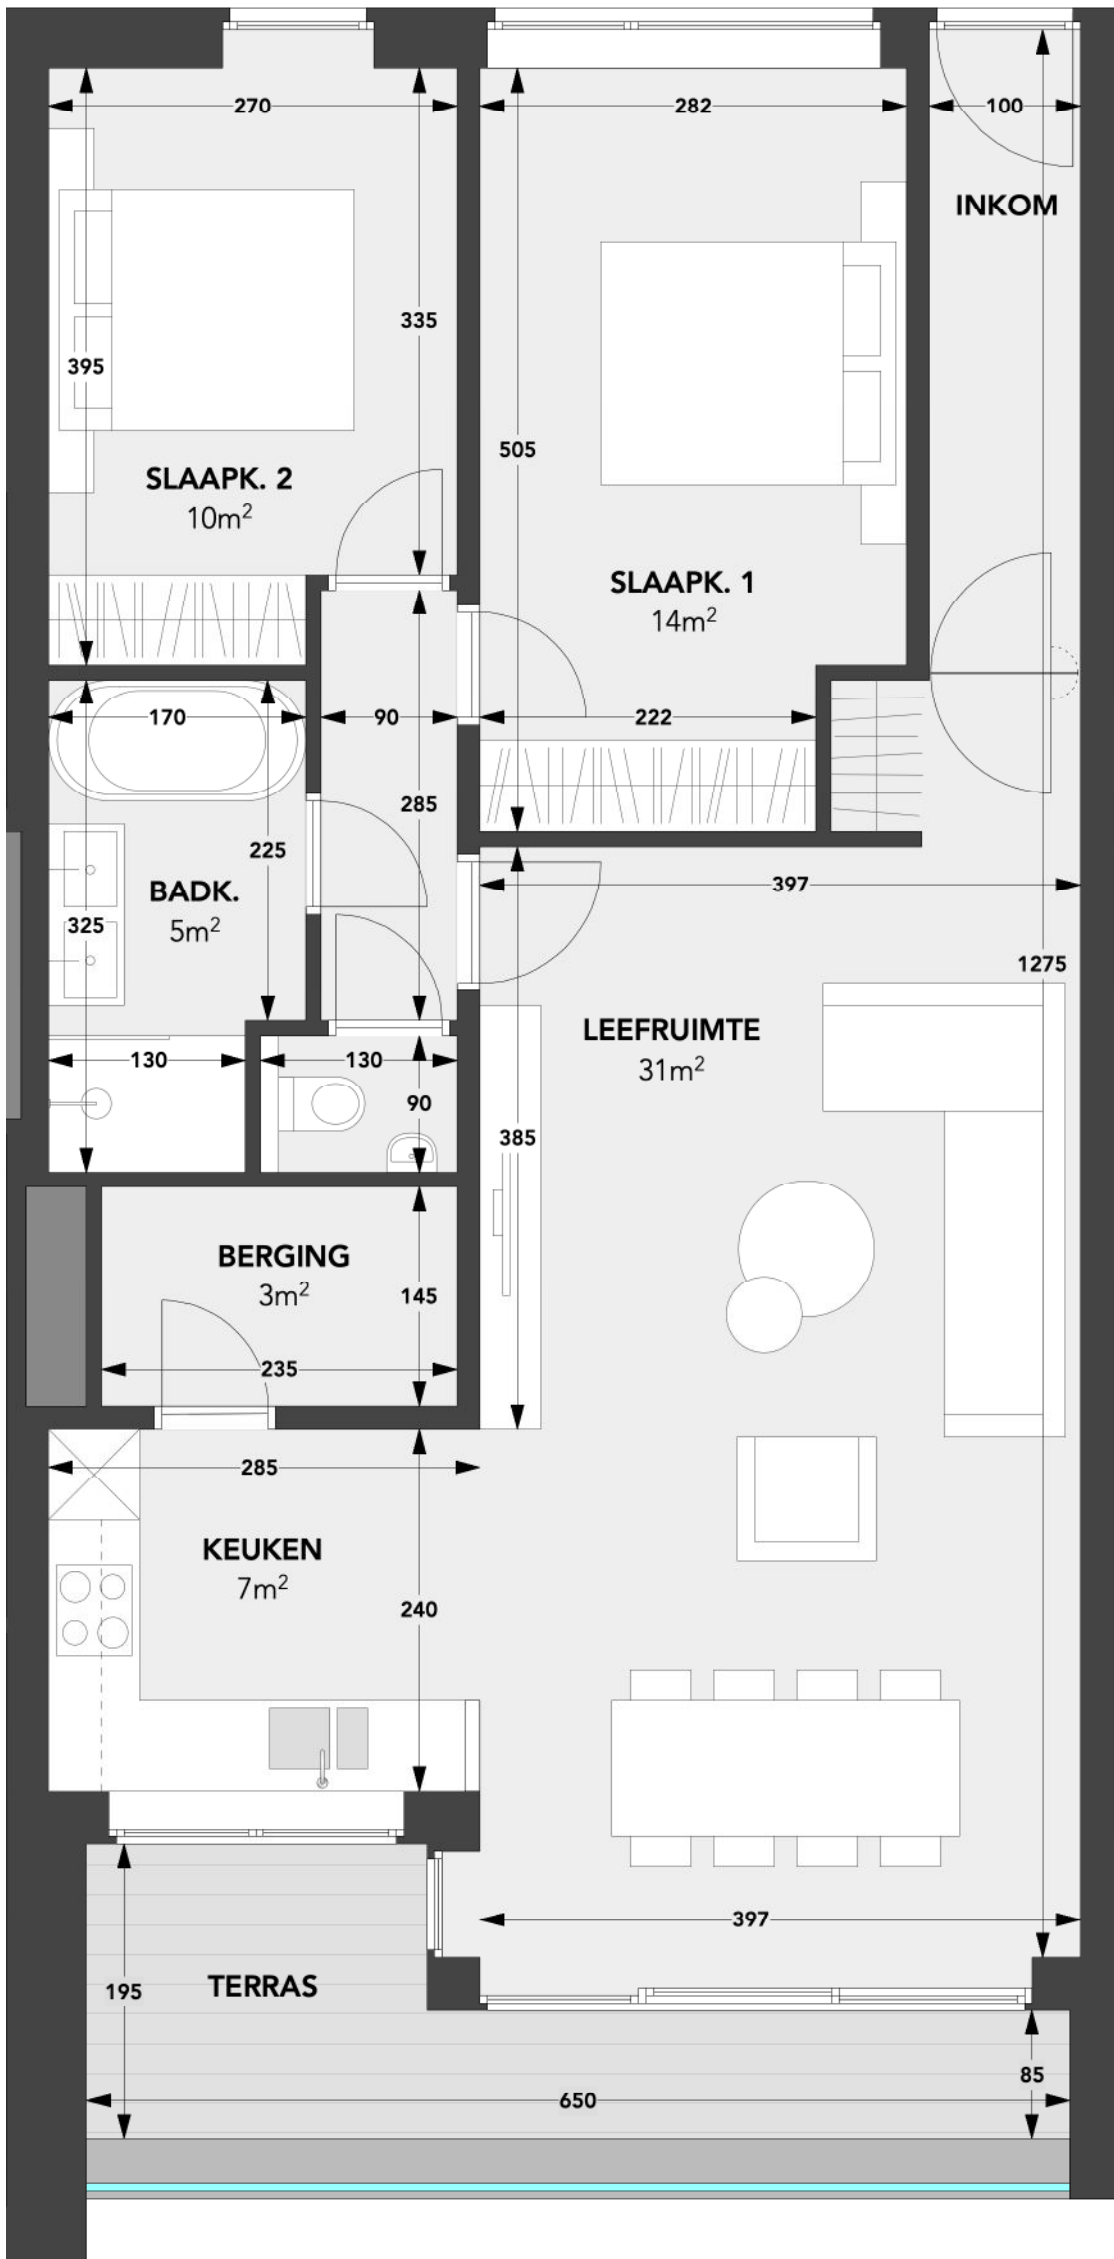 270
282
100
INKOM
335
395
505
SLAAPK. 2
10m²
SLAAPK. 1
14m²
170
90
222
285
225
397
BADK.
5m²
325
1275
LEEFRUIMTE
31m²
130
130
90
385
BERGING
3m²
145
235
285
KEUKEN
7m²
240
397
TERRAS
195
85
650